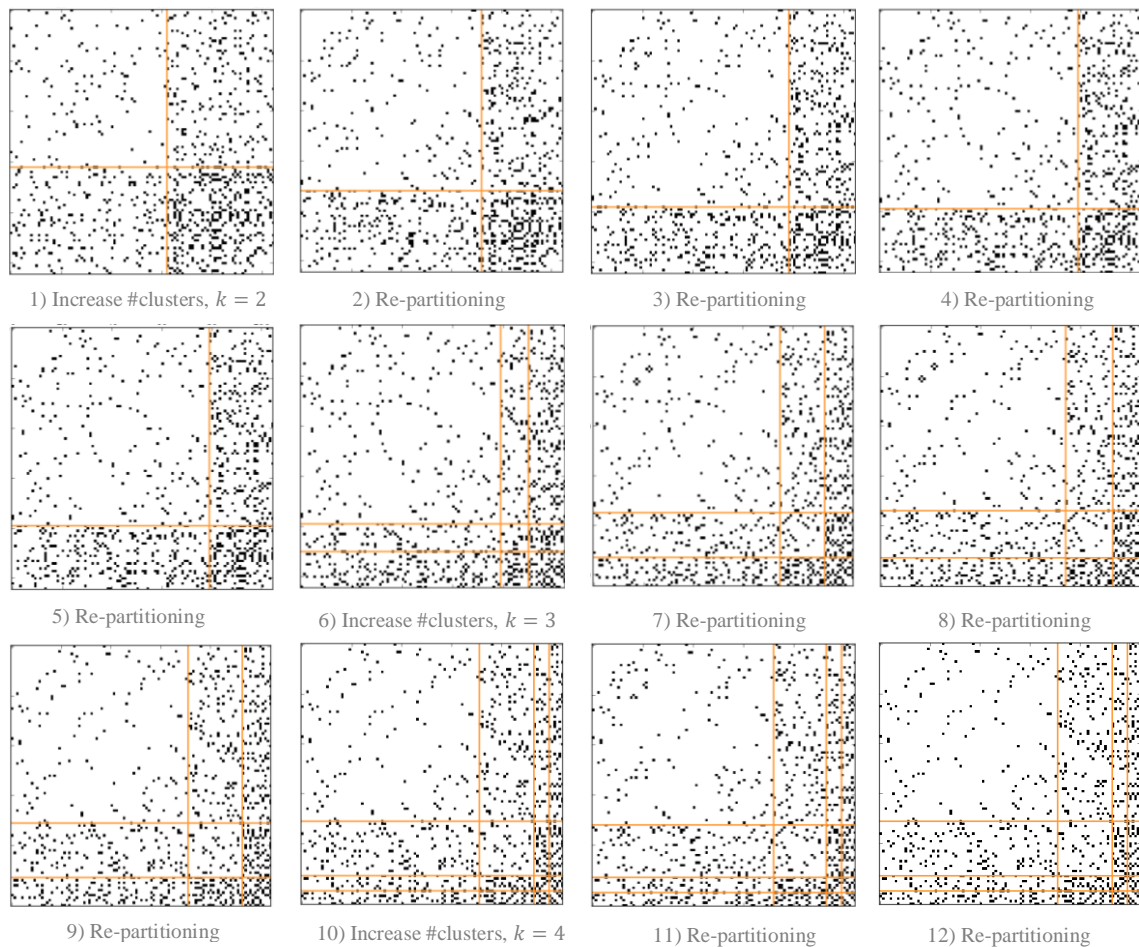 1) Increase #clusters, k = 2
2) Re-partitioning
3) Re-partitioning
4) Re-partitioning
5) Re-partitioning
6) Increase #clusters, k = 3
7) Re-partitioning
8) Re-partitioning
9) Re-partitioning
10) Increase #clusters, k = 4
11) Re-partitioning
12) Re-partitioning